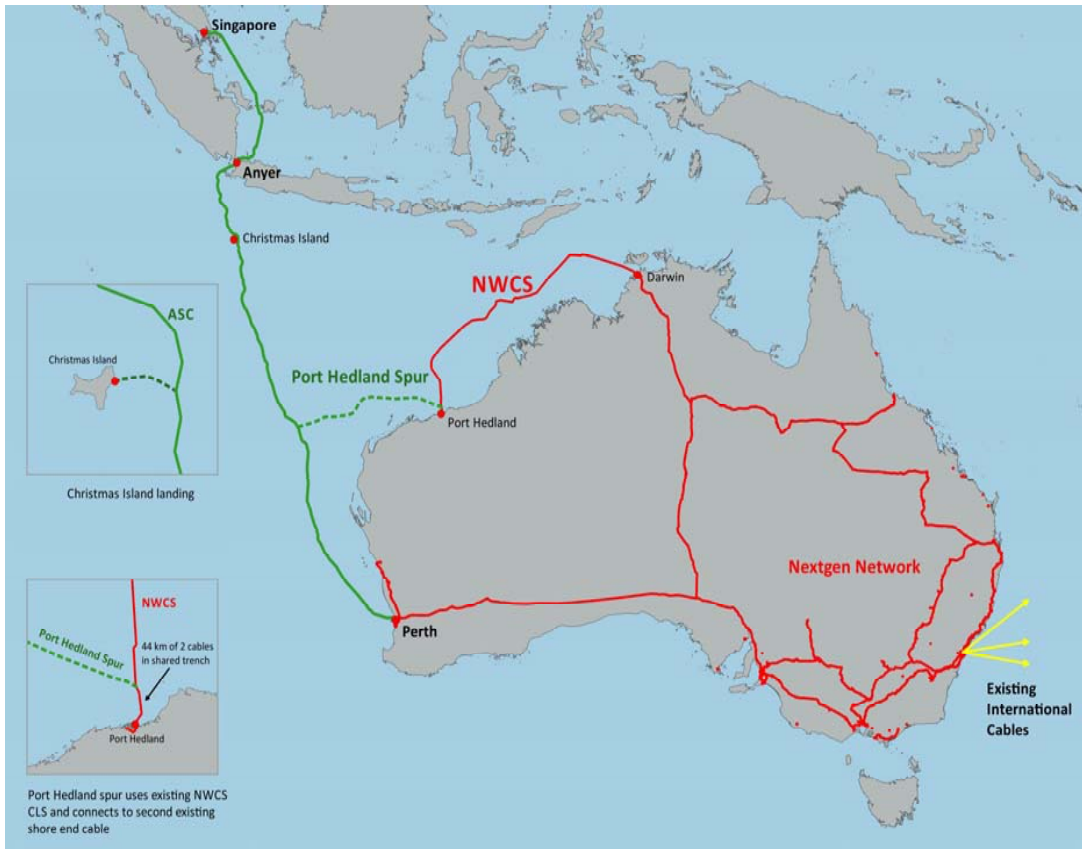 Singapore
Anyer
Christmas Island
NWCS
Darwin
Port Hedland Spur
Port Hedland
ASC
Christmas Island
Christmas Island landing
Nextgen Network
Perth
NWCS
Port Hedland Spur
44 km of 2 cables
in shared trench
Port Hedland
Existing
International
Cables
Port Hedland spur uses existing NWCS
CLS and connects to second existing
shore end cable